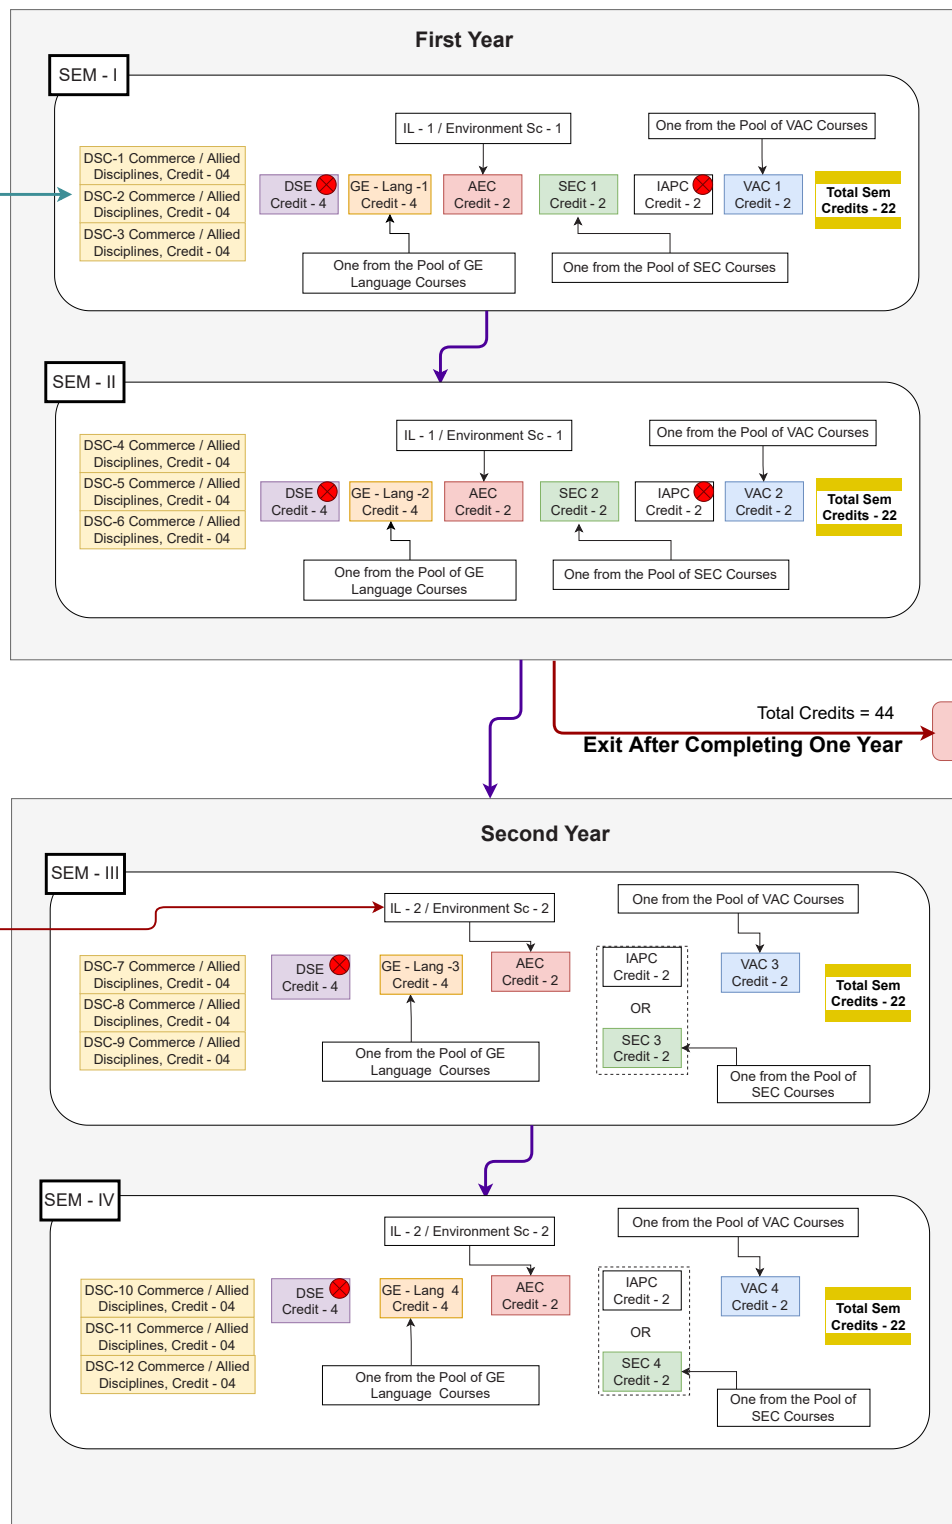 First Year
SEM - I
IL - 1 / Environment Sc - 1
One from the Pool of VAC Courses
DSC-1 Commerce / Allied
Disciplines, Credit - 04
DSC-2 Commerce / Allied
Disciplines, Credit - 04
DSC-3 Commerce / Allied
Disciplines, Credit - 04
DSE
Credit - 4
GE - Lang -1
Credit - 4
AEC
Credit - 2
SEC 1
Credit - 2
IAPC
Credit - 2
VAC 1
Credit - 2
Total Sem
Credits - 22
One from the Pool of GE
Language Courses
One from the Pool of SEC Courses
SEM - II
IL - 1 / Environment Sc - 1
One from the Pool of VAC Courses
DSC-4 Commerce / Allied
Disciplines, Credit - 04
DSC-5 Commerce / Allied
Disciplines, Credit - 04
DSC-6 Commerce / Allied
Disciplines, Credit - 04
DSE
Credit - 4
GE - Lang -2
Credit - 4
AEC
Credit - 2
SEC 2
Credit - 2
IAPC
Credit - 2
VAC 2
Credit - 2
Total Sem
Credits - 22
One from the Pool of GE
Language Courses
One from the Pool of SEC Courses
Total Credits = 44
Exit After Completing One Year
Second Year
SEM - III
IL - 2 / Environment Sc - 2
One from the Pool of VAC Courses
DSC-7 Commerce / Allied
Disciplines, Credit - 04
DSC-8 Commerce / Allied
Disciplines, Credit - 04
DSC-9 Commerce / Allied
Disciplines, Credit - 04
DSE
Credit - 4
GE - Lang -3
Credit - 4
AEC
Credit - 2
IAPC
Credit - 2
OR
SEC 3
Credit - 2
VAC 3
Credit - 2
Total Sem
Credits - 22
One from the Pool of GE
Language Courses
One from the Pool of
SEC Courses
SEM - IV
IL - 2 / Environment Sc - 2
One from the Pool of VAC Courses
DSC-10 Commerce / Allied
Disciplines, Credit - 04
DSC-11 Commerce / Allied
Disciplines, Credit - 04
DSC-12 Commerce / Allied
Disciplines, Credit - 04
DSE
Credit - 4
GE - Lang 4
Credit - 4
AEC
Credit - 2
IAPC
Credit - 2
OR
SEC 4
Credit - 2
VAC 4
Credit - 2
Total Sem
Credits - 22
One from the Pool of GE
Language Courses
One from the Pool of
SEC Courses